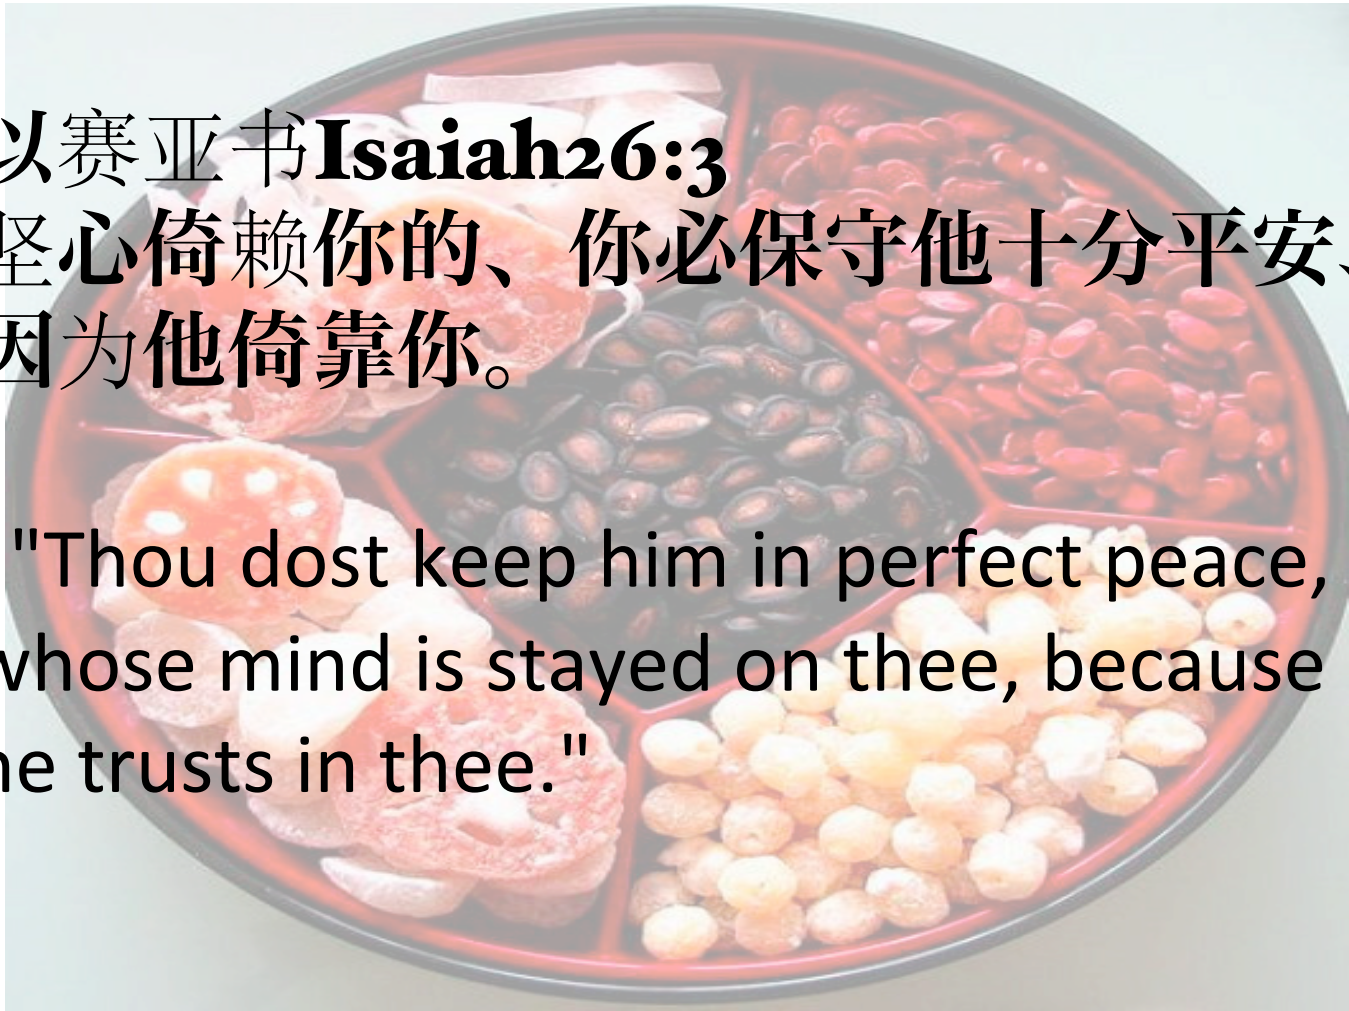 以赛亚书Isaiah26:3
坚心倚赖你的、你必保守他十分平安、
因为他倚靠你。
"Thou dost keep him in perfect peace,
whose mind is stayed on thee, because
he trusts in thee."